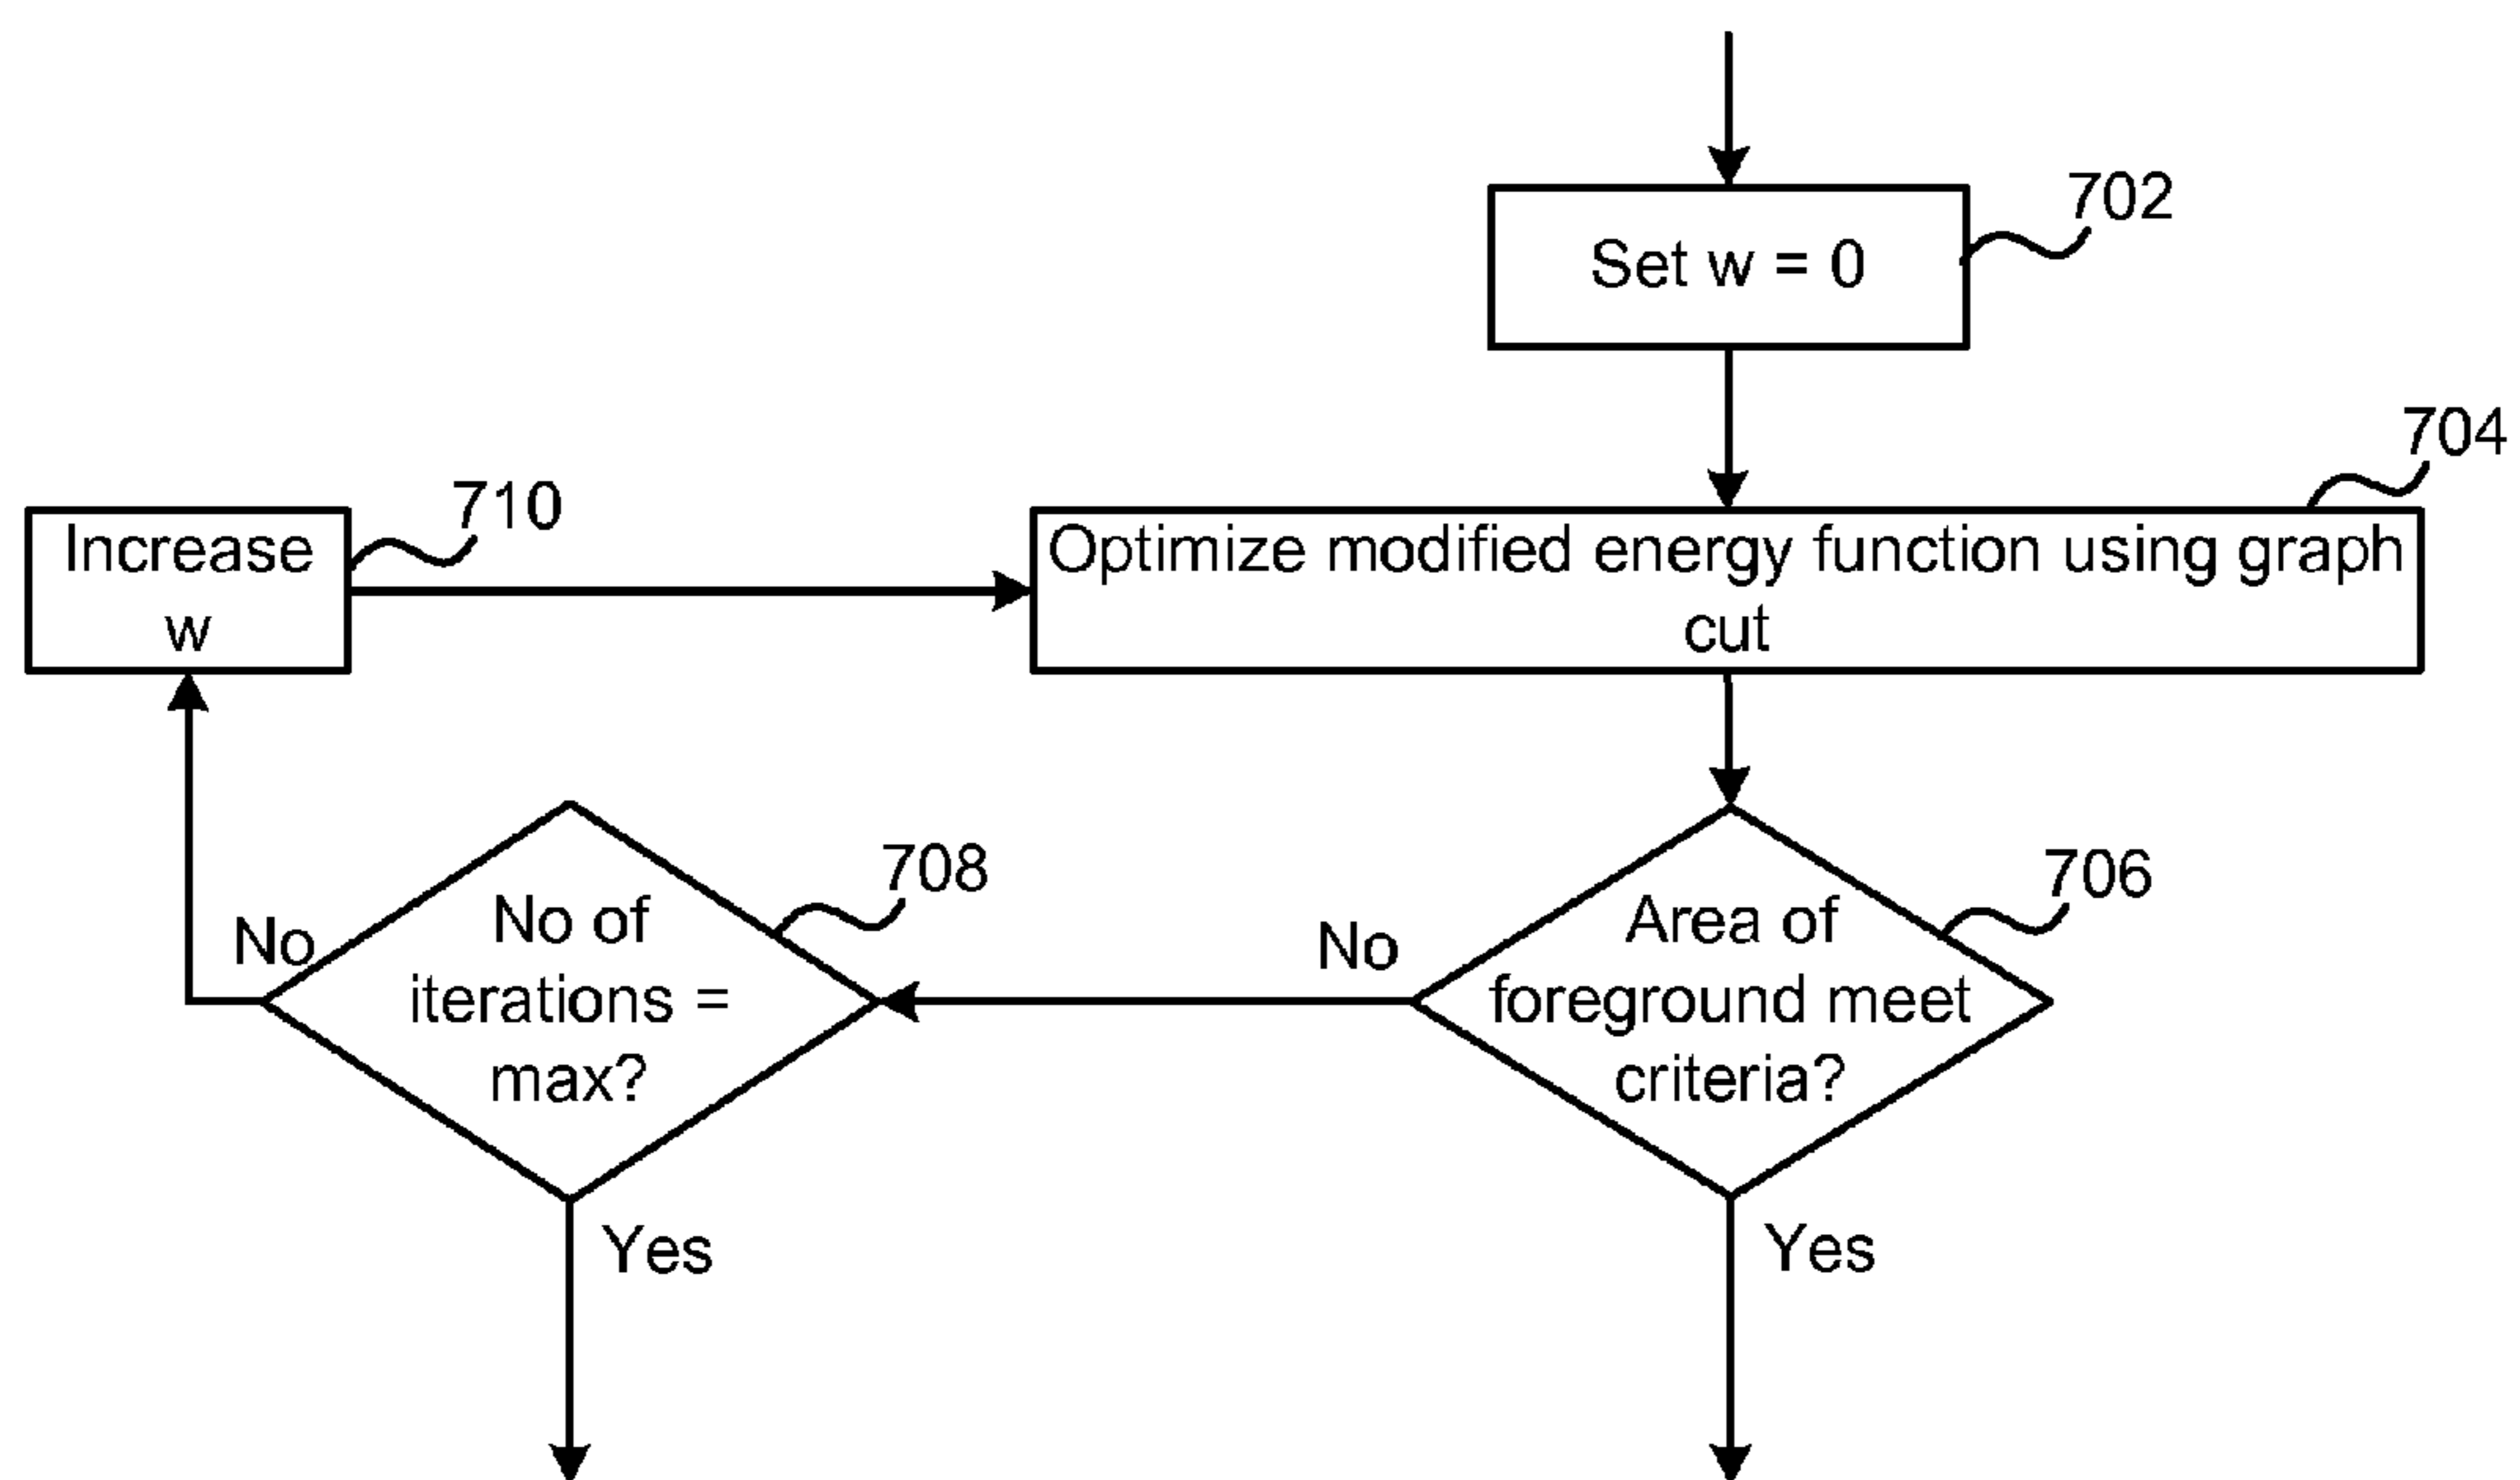 702
Set w = 0
704
710
Increase
w
Optimize modified energy function using graph
cut
708
706
No
No of
iterations =
max?
No
Area of
foreground meet
criteria?
Yes
Yes